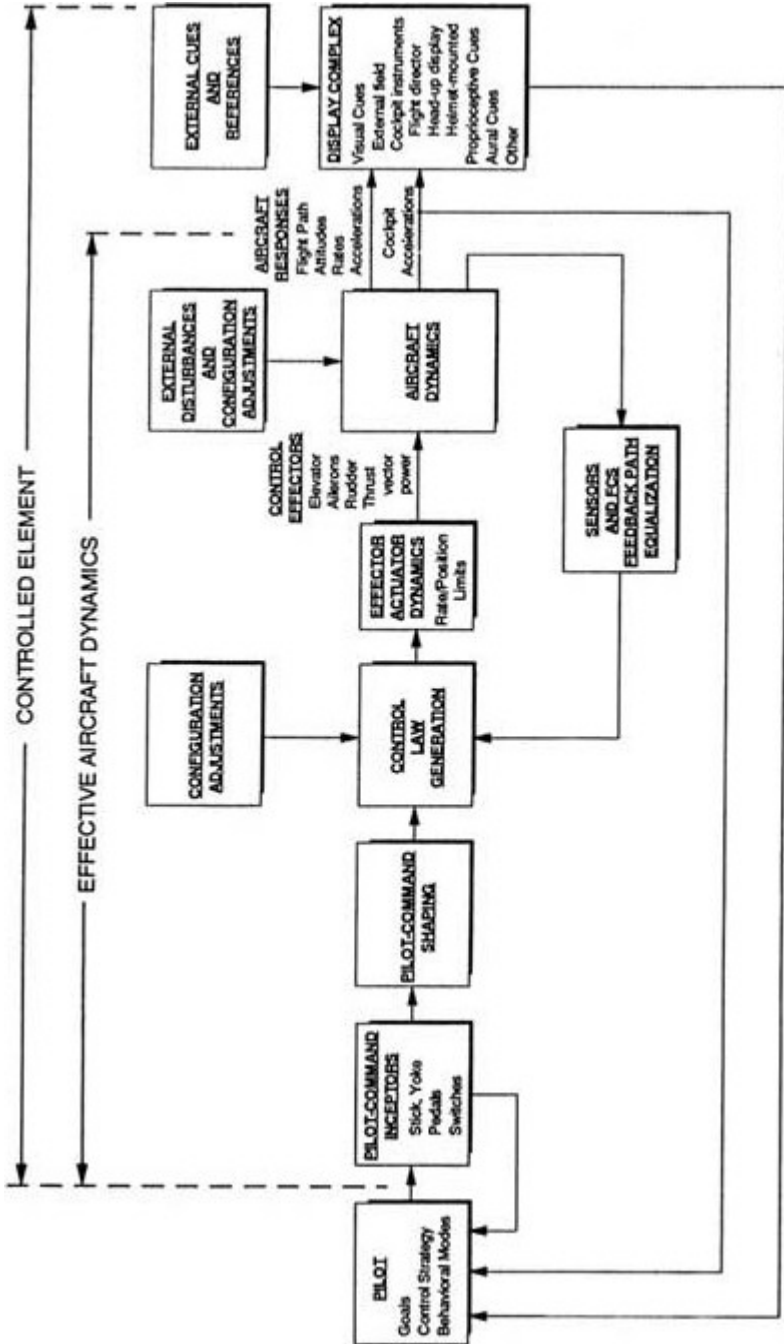 CONTROLLED ELEMENT
EFFECTIVE AIRCRAFT DYNAMICS
PILOT
Goals
Control Strategy
Behavioral Modes
PILOT-COMMAND
INCEPTORS
Stick, Yoke
Pedals
Switches
PILOT-COMMAND
SHAPING
CONFIGURATION
ADJUSTMENTS
CONTROL
LAW
GENERATION
EFFECTOR
ACTUATOR
DYNAMICS
Rate/Position
Limits
CONTROL
EFFECTORS
Elevator
Ailerons
Rudder
Thrust
vector
power
EXTERNAL
DISTURBANCES
AND
CONFIGURATION
ADJUSTMENTS
AIRCRAFT
DYNAMICS
SENSORS
AND FCS
FEEDBACK PATH
EQUALIZATION
AIRCRAFT
RESPONSES
Flight Path
Attitudes
Rates
Accelerations
Cockpit
Accelerations
EXTERNAL CUES
AND
REFERENCES
DISPLAY COMPLEX
Visual Cues
External field
Cockpit instruments
Flight director
Head-up display
Helmet-mounted
Proprioceptive Cues
Aural Cues
Other